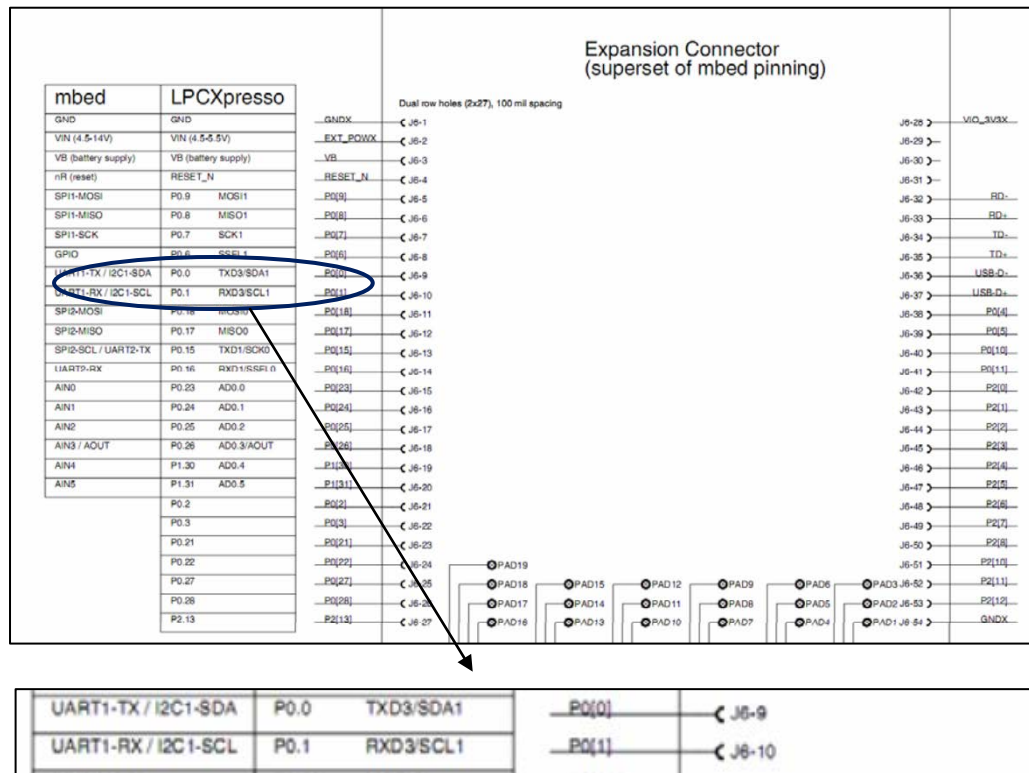 Expansion Connector
(superset of mbed pinning)
mbed LPCXpresso
Dual row holes (2x27), 100 mil spacing
GND GND GNDX J6-1 J6-28 VIO_3V3X
VIN (4.5-14V) VIN (4.5-5.5V) EXT_POWX J6-2 J6-29
VB (battery supply) VB (battery supply) VB J6-3 J6-30
nR (reset) RESET_N RESET_N J6-4 J6-31
SPI1-MOSI P0.9 MOSI1 P0[9] J6-5 J6-32 RD-
SPI1-MISO P0.8 MISO1 P0[8] J6-6 J6-33 RD+
SPI1-SCK P0.7 SCK1 P0[7] J6-7 J6-34 TD-
GPIO P0.6 SSEL1 P0[6] J6-8 J6-35 TD+
UART1-TX / I2C1-SDA P0.0 TXD3/SDA1 P0[0] J6-9 J6-36 USB-D-
UART1-RX / I2C1-SCL P0.1 RXD3/SCL1 P0[1] J6-10 J6-37 USB-D+
SPI2-MOSI P0.18 MOSI0 P0[18] J6-11 J6-38 P0[4]
SPI2-MISO P0.17 MISO0 P0[17] J6-12 J6-39 P0[5]
SPI2-SCL / UART2-TX P0.15 TXD1/SCK0 P0[15] J6-13 J6-40 P0[10]
UART2-RX P0.16 RXD1/SSEL0 P0[16] J6-14 J6-41 P0[11]
AIN0 P0.23 AD0.0 P0[23] J6-15 J6-42 P2[0]
AIN1 P0.24 AD0.1 P0[24] J6-16 J6-43 P2[1]
AIN2 P0.25 AD0.2 P0[25] J6-17 J6-44 P2[2]
AIN3 / AOUT P0.26 AD0.3/AOUT P0[26] J6-18 J6-45 P2[3]
AIN4 P1.30 AD0.4 P1[30] J6-19 J6-46 P2[4]
AIN5 P1.31 AD0.5 P1[31] J6-20 J6-47 P2[5]
P0.2 P0[2] J6-21 J6-48 P2[6]
P0.3 P0[3] J6-22 J6-49 P2[7]
P0.21 P0[21] J6-23 J6-50 P2[8]
P0.22 P0[22] J6-24 PAD19 J6-51 P2[10]
P0.27 P0[27] J6-25 PAD18 PAD15 PAD12 PAD9 PAD6 PAD3 J6-52 P2[11]
P0.28 P0[28] J6-26 PAD17 PAD14 PAD11 PAD8 PAD5 PAD2 J6-53 P2[12]
P2.13 P2[13] J6-27 PAD16 PAD13 PAD10 PAD7 PAD4 PAD1 J6-54 GNDX
UART1-TX / I2C1-SDA P0.0 TXD3/SDA1 P0[0] J6-9
UART1-RX / I2C1-SCL P0.1 RXD3/SCL1 P0[1] J6-10